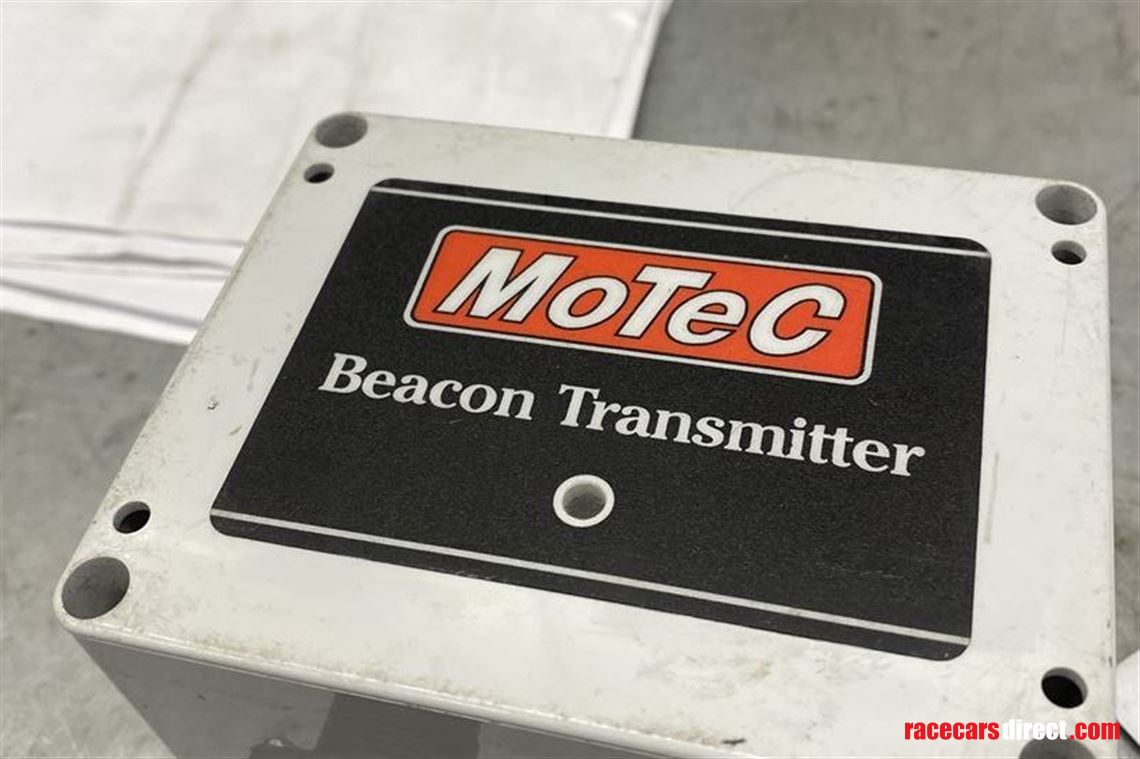 MoTeC
Beacon Transmitter
racecarsdirect.com